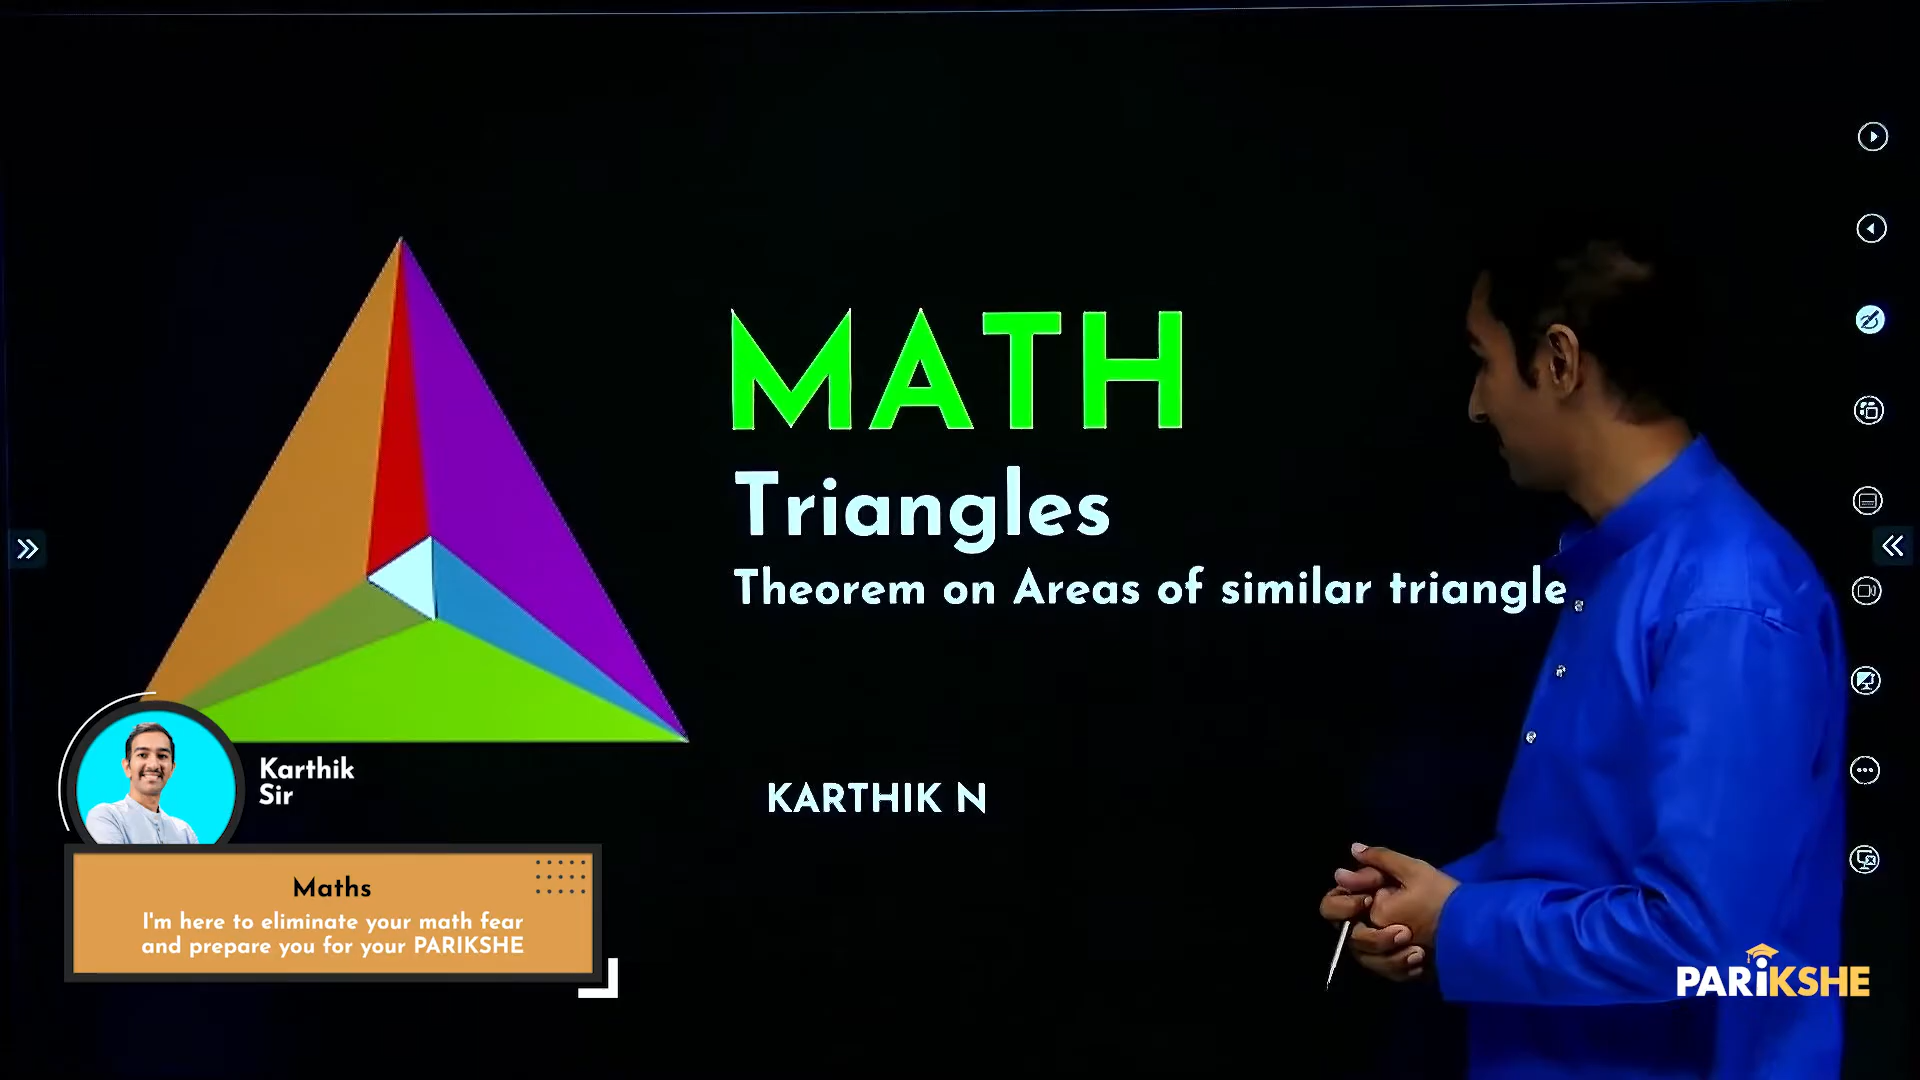 MATH
Triangles
Theorem on Areas of similar triangle
KARTHIK N
Karthik
Sir
Maths
I'm here to eliminate your math fear
and prepare you for your PARIKSHE
PARIKSHE